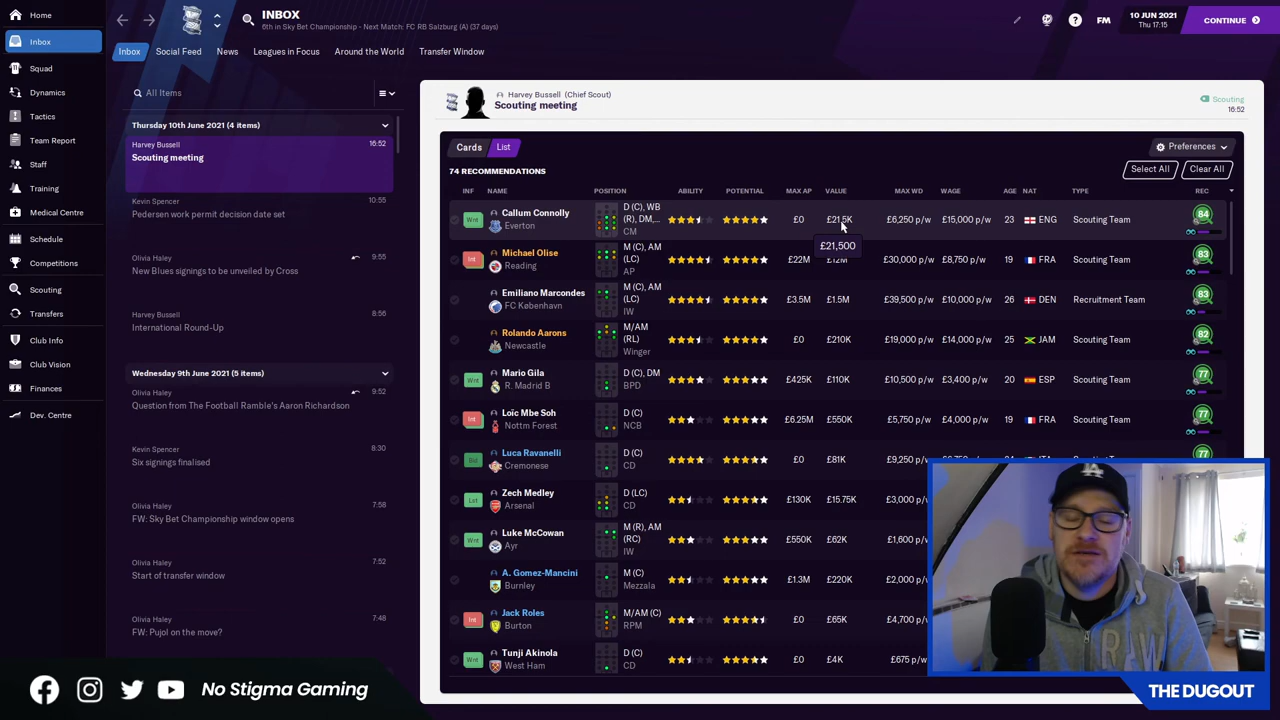 Home
Inbox
Squad
Dynamics
Tactics
Team Report
Staff
Training
Medical Centre
Schedule
Competitions
Scouting
Transfers
Club Info
Club Vision
Finances
Dev. Centre
INBOX
6th in Sky Bet Championship - Next Match: FC RB Salzburg (A) (37 days)
FM
10 JUN 2021
Thu 17:15
CONTINUE
Inbox
Social Feed
News
Leagues in Focus
Around the World
Transfer Window
All Items
Thursday 10th June 2021 (4 items)
Harvey Bussell 16:52
Scouting meeting
Kevin Spencer 10:55
Pedersen work permit decision date set
Olivia Haley 9:55
New Blues signings to be unveiled by Cross
Harvey Bussell 8:56
International Round-Up
Wednesday 9th June 2021 (5 items)
Olivia Haley 9:52
Question from The Football Ramble's Aaron Richardson
Kevin Spencer 8:30
Six signings finalised
Olivia Haley 7:58
FW: Sky Bet Championship window opens
Olivia Haley 7:52
Start of transfer window
Olivia Haley 7:48
FW: Pujol on the move?
Harvey Bussell (Chief Scout)
Scouting meeting
Scouting
16:52
Cards
List
Preferences
74 RECOMMENDATIONS
Select All
Clear All
INF NAME POSITION ABILITY POTENTIAL MAX AP VALUE MAX WD WAGE AGE NAT TYPE REC
Wnt Callum Connolly Everton D (C), WB (R), DM,... CM £0 £21.5K £6,250 p/w £15,000 p/w 23 ENG Scouting Team 84
£21,500
Int Michael Olise Reading M (C), AM (LC) AP £22M £12M £30,000 p/w £8,750 p/w 19 FRA Scouting Team 83
Emiliano Marcondes FC København M (C), AM (LC) IW £3.5M £1.5M £39,500 p/w £10,000 p/w 26 DEN Recruitment Team 83
Rolando Aarons Newcastle M/AM (RL) Winger £0 £210K £19,000 p/w £14,000 p/w 25 JAM Scouting Team 82
Wnt Mario Gila R. Madrid B D (C), DM BPD £425K £110K £10,500 p/w £3,400 p/w 20 ESP Scouting Team 77
Int Loïc Mbe Soh Nottm Forest D (C) NCB £6.25M £550K £5,750 p/w £4,000 p/w 19 FRA Scouting Team 77
Bid Luca Ravanelli Cremonese D (C) CD £0 £81K £9,250 p/w 77
Lst Zech Medley Arsenal D (LC) CD £130K £15.75K £3,000 p/w
Wnt Luke McCowan Ayr M (R), AM (RC) IW £550K £62K £1,600 p/w
A. Gomez-Mancini Burnley M (C) Mezzala £1.3M £220K £2,000 p/w
Int Jack Roles Burton M/AM (C) RPM £0 £65K £4,700 p/w
Wnt Tunji Akinola West Ham D (C) CD £0 £4K £675 p/w
No Stigma Gaming
THE DUGOUT